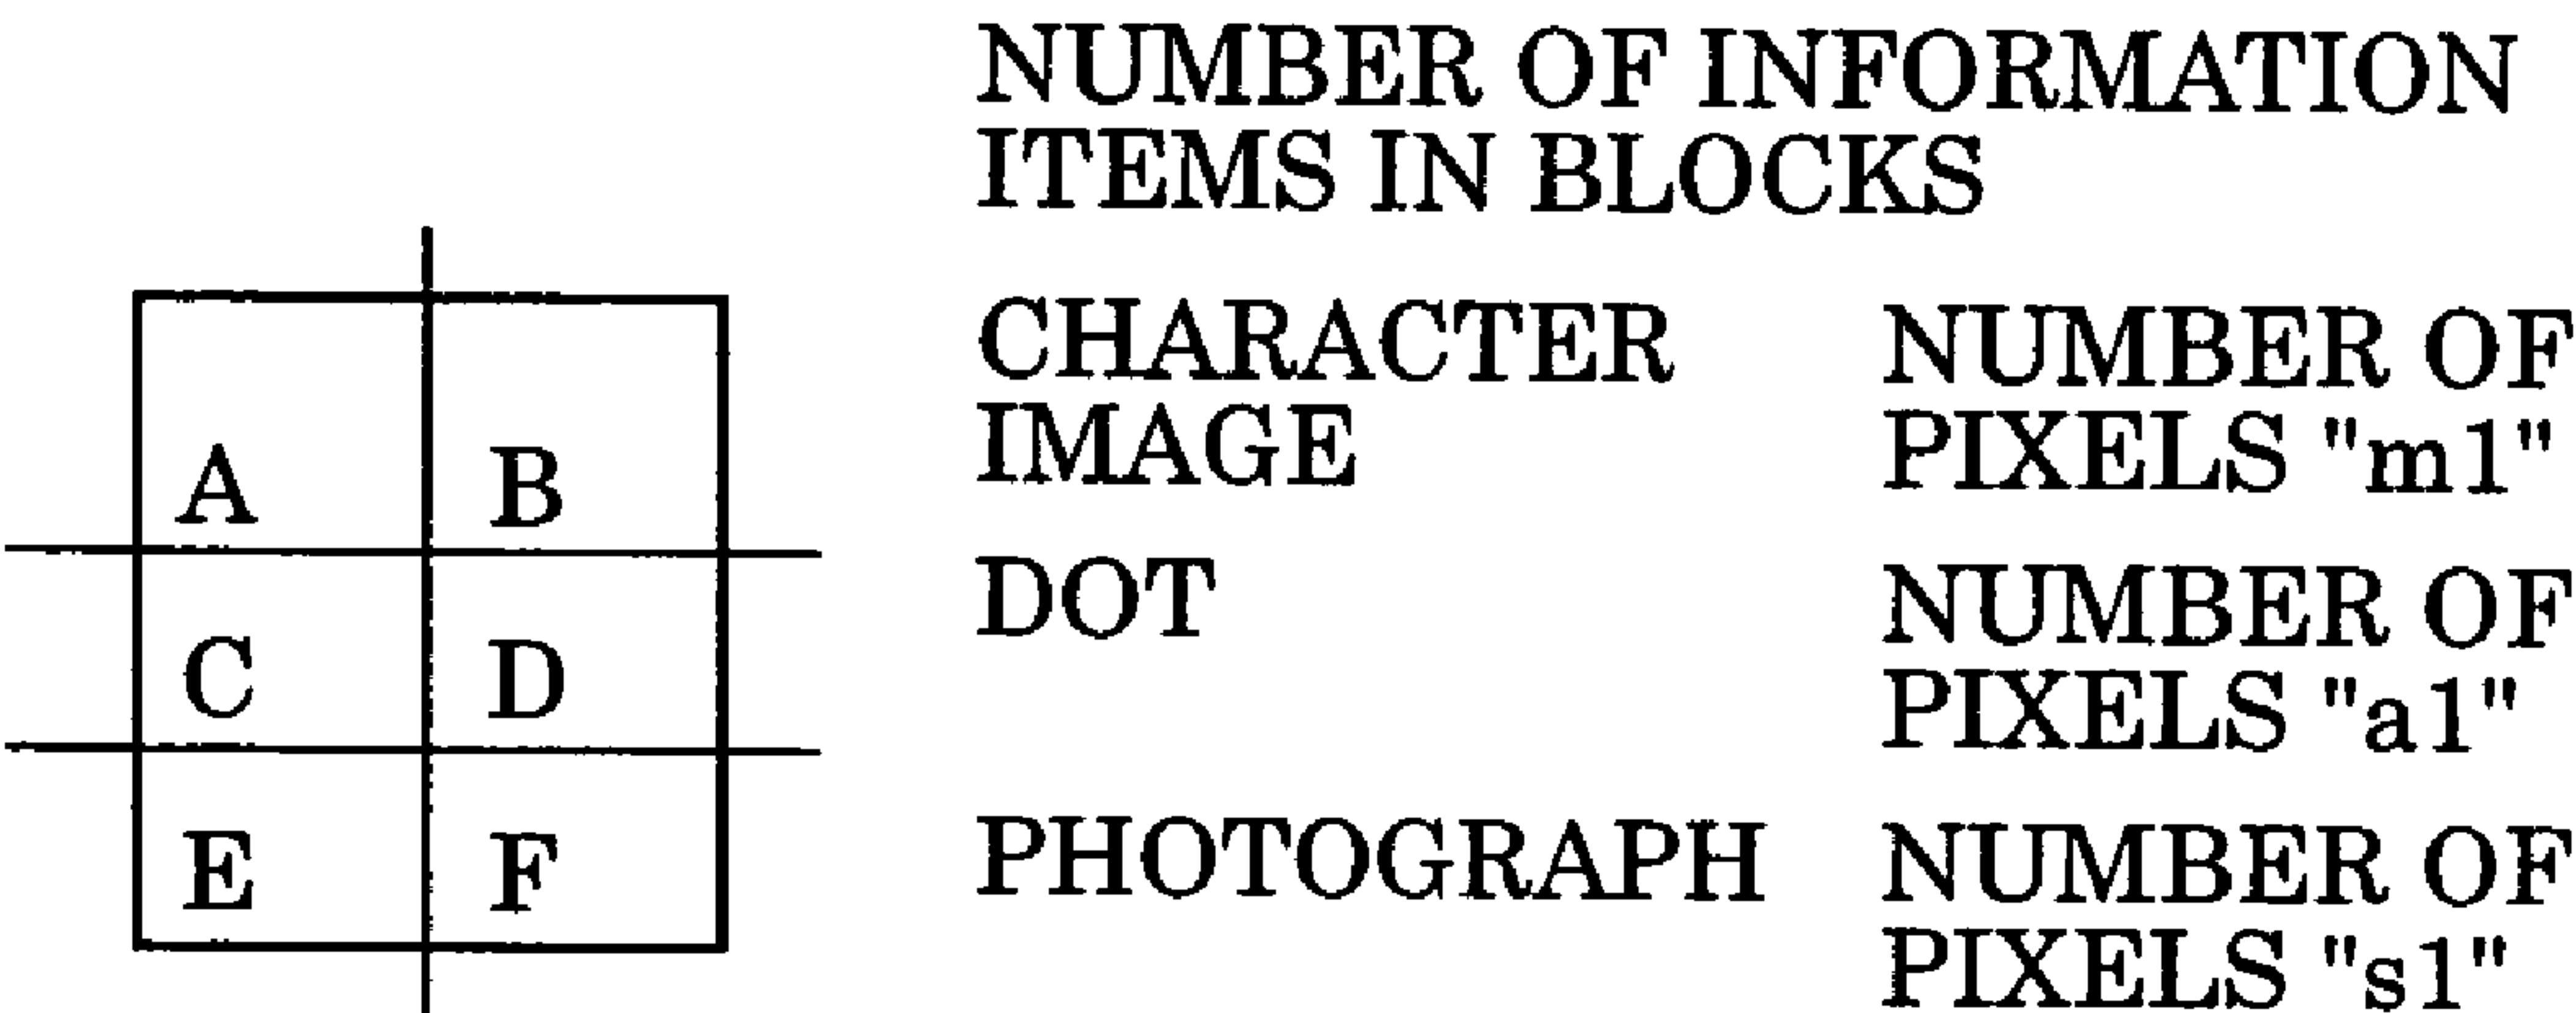 NUMBER OF INFORMATION
ITEMS IN BLOCKS
A B
C D
E F
CHARACTER
IMAGE
NUMBER OF
PIXELS "m1"
DOT
NUMBER OF
PIXELS "a1"
PHOTOGRAPH
NUMBER OF
PIXELS "s1"